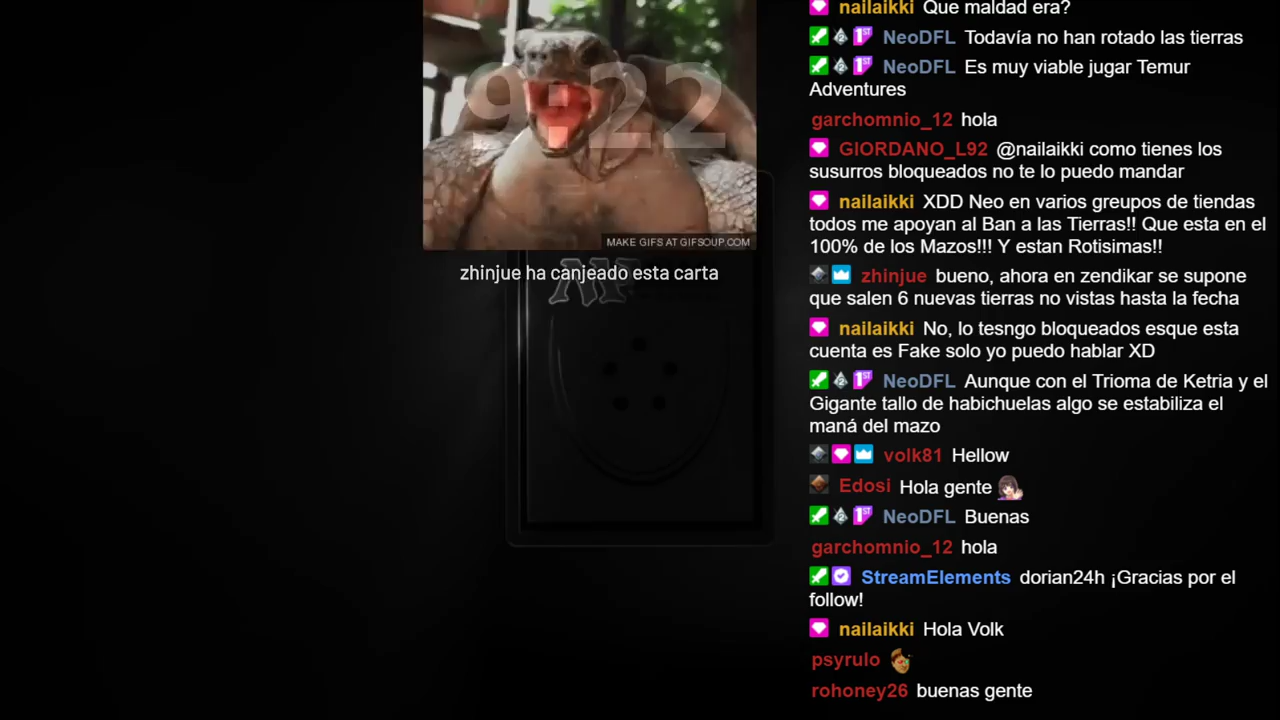 9:22
MAKE GIFS AT GIFSOUP.COM
zhinjue ha canjeado esta carta
nailaikki Que maldad era?
NeoDFL Todavía no han rotado las tierras
NeoDFL Es muy viable jugar Temur
Adventures
garchomnio_12 hola
GIORDANO_L92 @nailaikki como tienes los
susurros bloqueados no te lo puedo mandar
nailaikki XDD Neo en varios greupos de tiendas
todos me apoyan al Ban a las Tierras!! Que esta en el
100% de los Mazos!!! Y estan Rotisimas!!
zhinjue bueno, ahora en zendikar se supone
que salen 6 nuevas tierras no vistas hasta la fecha
nailaikki No, lo tesngo bloqueados esque esta
cuenta es Fake solo yo puedo hablar XD
NeoDFL Aunque con el Trioma de Ketria y el
Gigante tallo de habichuelas algo se estabiliza el
maná del mazo
volk81 Hellow
Edosi Hola gente
NeoDFL Buenas
garchomnio_12 hola
StreamElements dorian24h ¡Gracias por el
follow!
nailaikki Hola Volk
psyrulo
rohoney26 buenas gente